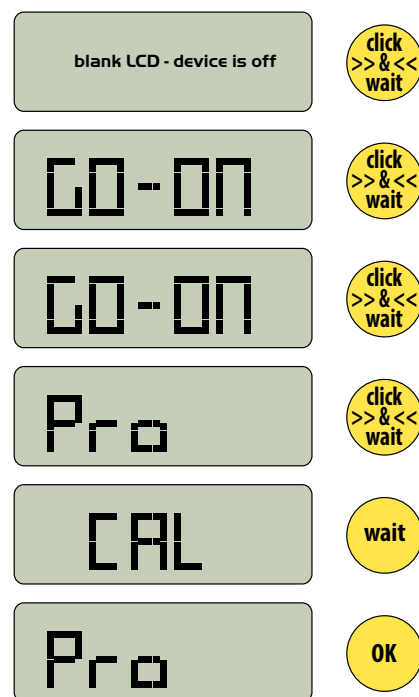 blank LCD - device is off
click
>> & <<
wait
GO-ON
click
>> & <<
wait
GO-ON
click
>> & <<
wait
Pro
click
>> & <<
wait
CAL
wait
Pro
OK